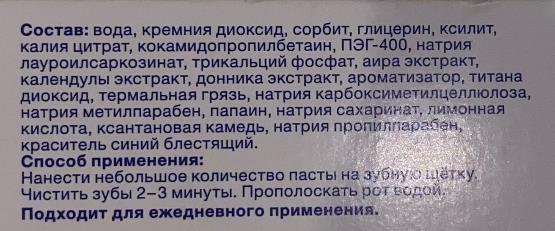 Состав: вода, кремния диоксид, сорбит, глицерин, ксилит,
калия цитрат, кокамидопропилбетаин, ПЭГ-400, натрия
лауроилсаркозинат, трикальций фосфат, аира экстракт,
календулы экстракт, донника экстракт, ароматизатор, титана
диоксид, термальная грязь, натрия карбоксиметилцеллюлоза,
натрия метилпарабен, папаин, натрия сахаринат, лимонная
кислота, ксантановая камедь, натрия пропилпарабен,
краситель синий блестящий.
Способ применения:
Нанести небольшое количество пасты на зубную щётку.
Чистить зубы 2–3 минуты. Прополоскать рот водой.
Подходит для ежедневного применения.